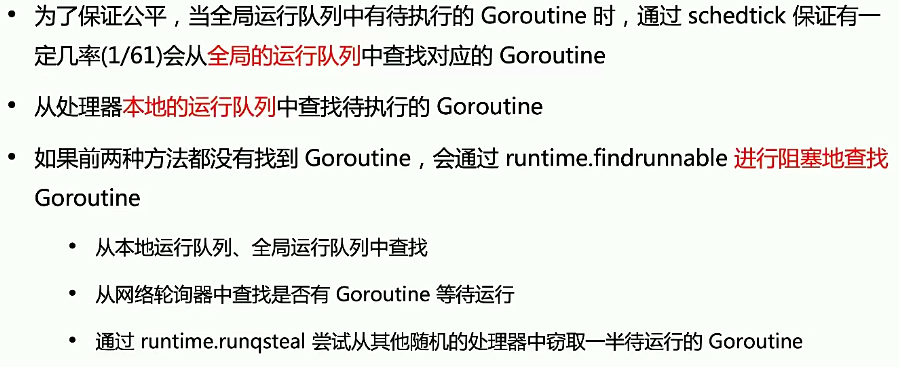 • 为了保证公平，当全局运行队列中有待执行的 Goroutine 时，通过 schedtick 保证有一
定几率(1/61)会从全局的运行队列中查找对应的 Goroutine
• 从处理器本地的运行队列中查找待执行的 Goroutine
• 如果前两种方法都没有找到 Goroutine，会通过 runtime.findrunnable 进行阻塞地查找
Goroutine
• 从本地运行队列、全局运行队列中查找
• 从网络轮询器中查找是否有 Goroutine 等待运行
• 通过 runtime.runqsteal 尝试从其他随机的处理器中窃取一半待运行的 Goroutine